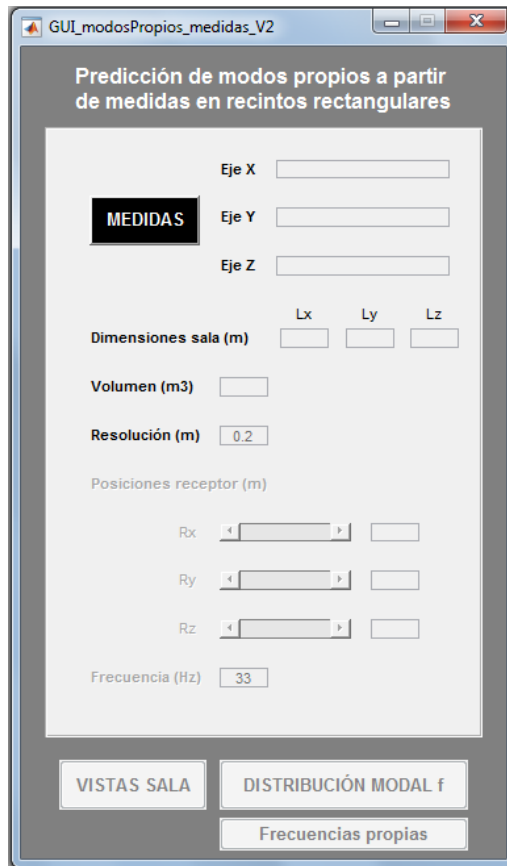 GUI_modosPropios_medidas_V2
Predicción de modos propios a partir
de medidas en recintos rectangulares
Eje X
MEDIDAS
Eje Y
Eje Z
Lx Ly Lz
Dimensiones sala (m)
Volumen (m3)
Resolución (m) 0.2
Posiciones receptor (m)
Rx
Ry
Rz
Frecuencia (Hz) 33
VISTAS SALA
DISTRIBUCIÓN MODAL f
Frecuencias propias